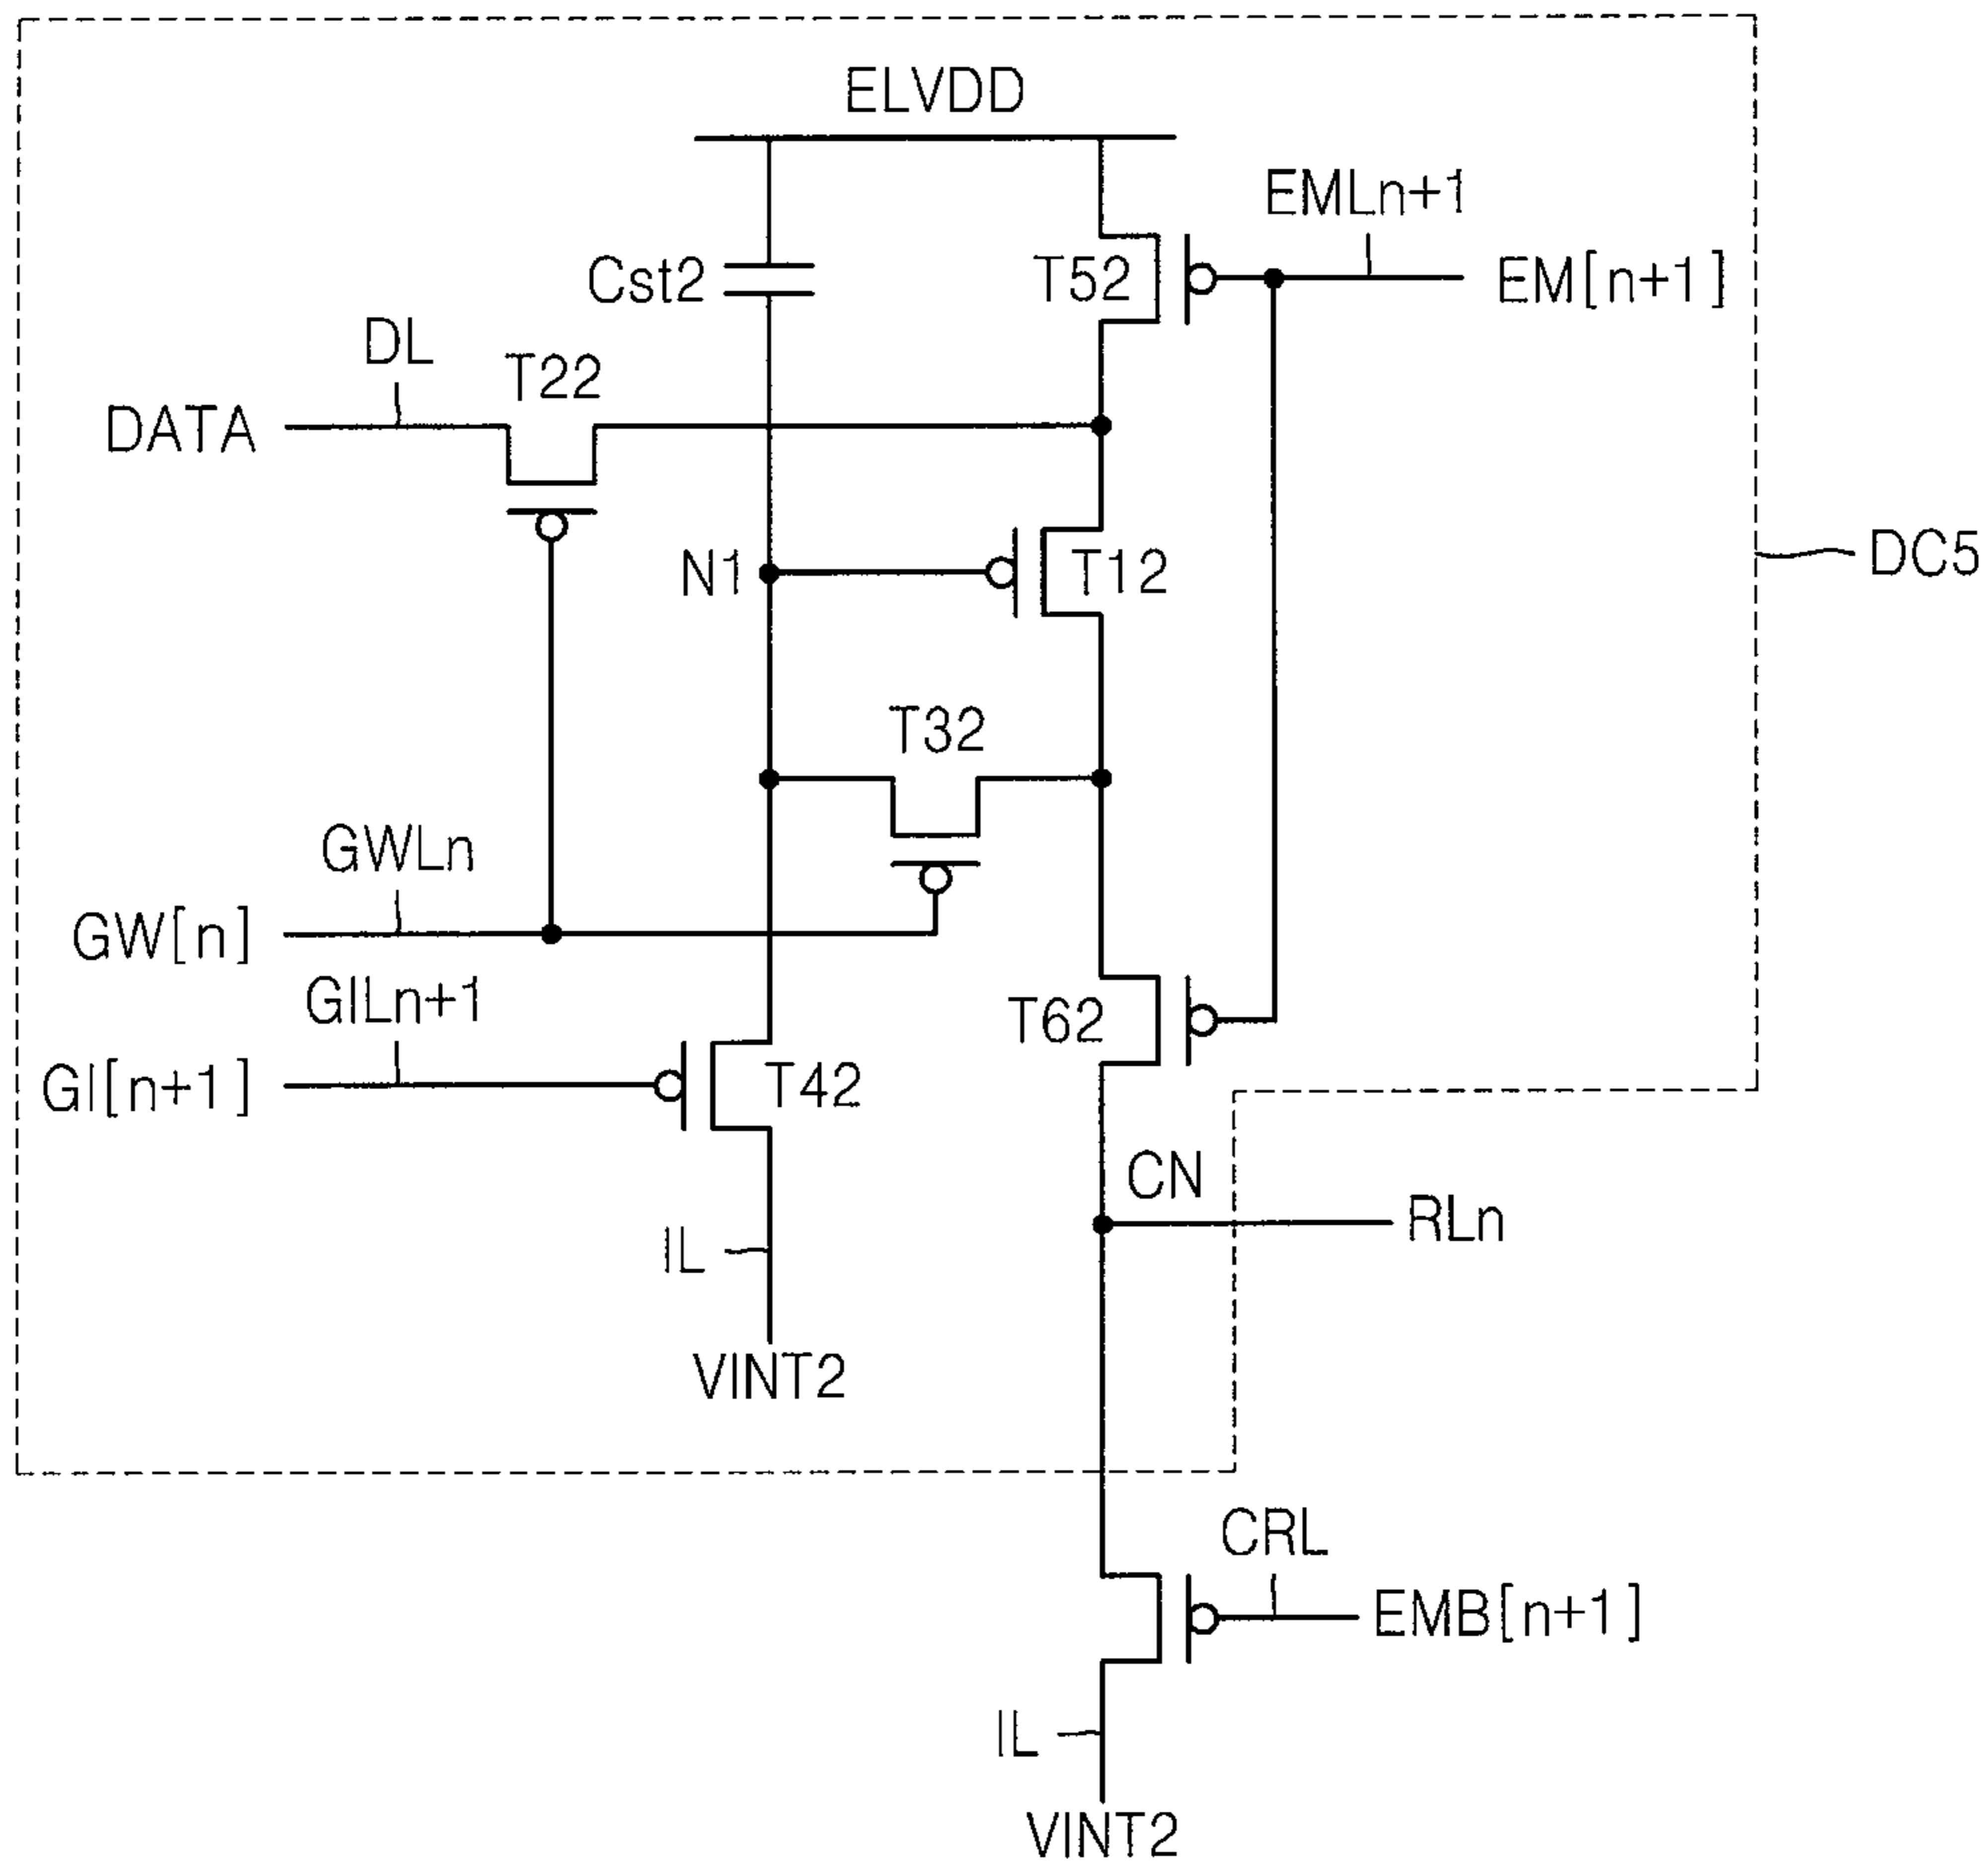 ELVDD
EMLn+1
Cst2
T52
EM[n+1]
DL
T22
DATA
N1
T12
DC5
T32
GWLn
GW[n]
GILn+1
T62
GI[n+1]
T42
CN
RLn
IL
VINT2
CRL
EMB[n+1]
IL
VINT2